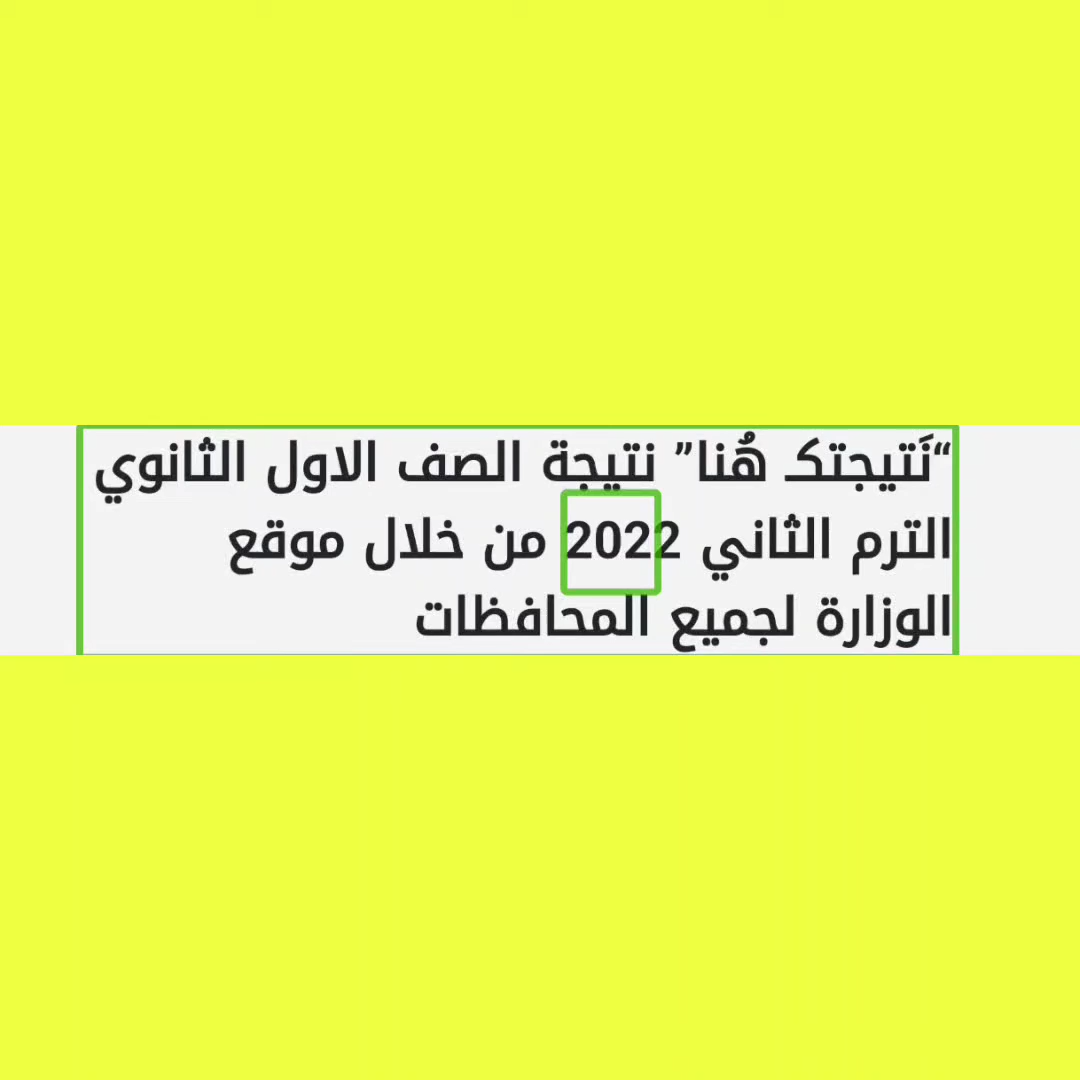 “نَتيجتكـ هُنا” نتيجة الصف الاول الثانوي
الترم الثاني 2022 من خلال موقع
الوزارة لجميع المحافظات